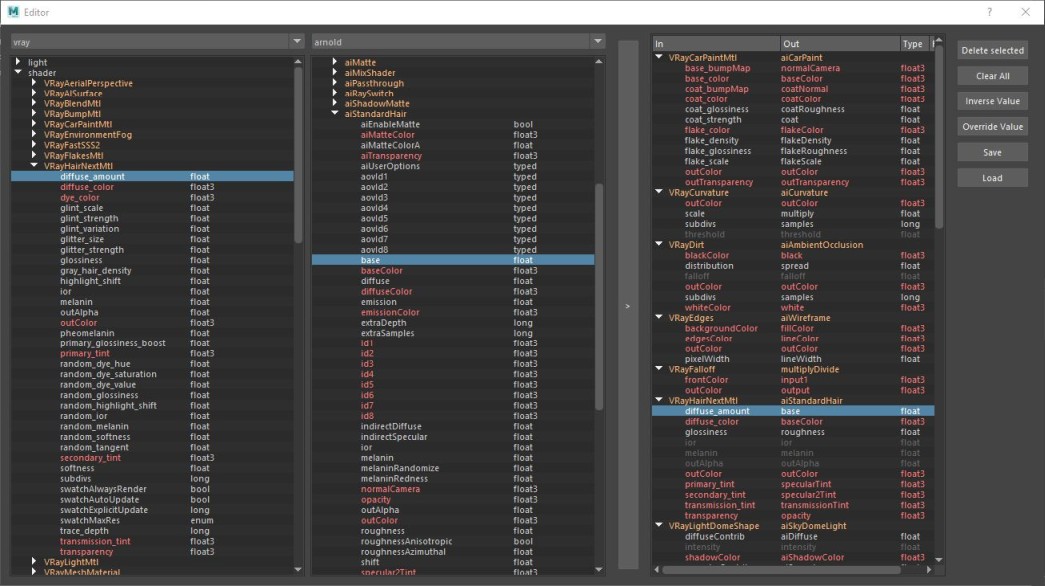 Editor
? ×
vray
arnold
light
shader
VRayAerialPerspective
VRayAlSurface
VRayBlendMtl
VRayBumpMtl
VRayCarPaintMtl
VRayEnvironmentFog
VRayFastSSS2
VRayFlakesMtl
VRayHairNextMtl
diffuse_amount float
diffuse_color float3
dye_color float3
glint_scale float
glint_strength float
glint_variation float
glitter_size float
glitter_strength float
glossiness float
gray_hair_density float
highlight_shift float
ior float
melanin float
outAlpha float
outColor float3
pheomelanin float
primary_glossiness_boost float
primary_tint float3
random_dye_hue float
random_dye_saturation float
random_dye_value float
random_glossiness float
random_highlight_shift float
random_ior float
random_melanin float
random_softness float
random_tangent float
secondary_tint float3
softness float
subdivs long
swatchAlwaysRender bool
swatchAutoUpdate bool
swatchExplicitUpdate long
swatchMaxRes enum
trace_depth long
transmission_tint float3
transparency float3
VRayLightMtl
VRayMeshMaterial
aiMatte
aiMixShader
aiPassthrough
aiRaySwitch
aiShadowMatte
aiStandardHair
aiEnableMatte bool
aiMatteColor float3
aiMatteColorA float
aiTransparency float3
aiUserOptions typed
aovId1 typed
aovId2 typed
aovId3 typed
aovId4 typed
aovId5 typed
aovId6 typed
aovId7 typed
aovId8 typed
base float
baseColor float3
diffuse float
diffuseColor float3
emission float
emissionColor float3
extraDepth long
extraSamples long
id1 float3
id2 float3
id3 float3
id4 float3
id5 float3
id6 float3
id7 float3
id8 float3
indirectDiffuse float
indirectSpecular float
ior float
melanin float
melaninRandomize float
melaninRedness float
normalCamera float3
opacity float3
outAlpha float
outColor float3
roughness float
roughnessAnisotropic bool
roughnessAzimuthal float
shift float
specular2Tint float3
>
In Out Type
VRayCarPaintMtl aiCarPaint
base_bumpMap normalCamera float3
base_color baseColor float3
coat_bumpMap coatNormal float3
coat_color coatColor float3
coat_glossiness coatRoughness float
coat_strength coat float
flake_color flakeColor float3
flake_density flakeDensity float
flake_glossiness flakeRoughness float
flake_scale flakeScale float
outColor outColor float3
outTransparency outTransparency float3
VRayCurvature aiCurvature
outColor outColor float3
scale multiply float
subdivs samples long
threshold threshold float
VRayDirt aiAmbientOcclusion
blackColor black float3
distribution spread float
falloff falloff float
outColor outColor float3
subdivs samples long
whiteColor white float3
VRayEdges aiWireframe
backgroundColor fillColor float3
edgesColor lineColor float3
outColor outColor float3
pixelWidth lineWidth float
VRayFalloff multiplyDivide
frontColor input1 float3
outColor output float3
VRayHairNextMtl aiStandardHair
diffuse_amount base float
diffuse_color baseColor float3
glossiness roughness float
ior ior float
melanin melanin float
outAlpha outAlpha float
outColor outColor float3
primary_tint specularTint float3
secondary_tint specular2Tint float3
transmission_tint transmissionTint float3
transparency opacity float3
VRayLightDomeShape aiSkyDomeLight
diffuseContrib aiDiffuse float
intensity intensity float
shadowColor aiShadowColor float3
Delete selected
Clear All
Inverse Value
Override Value
Save
Load